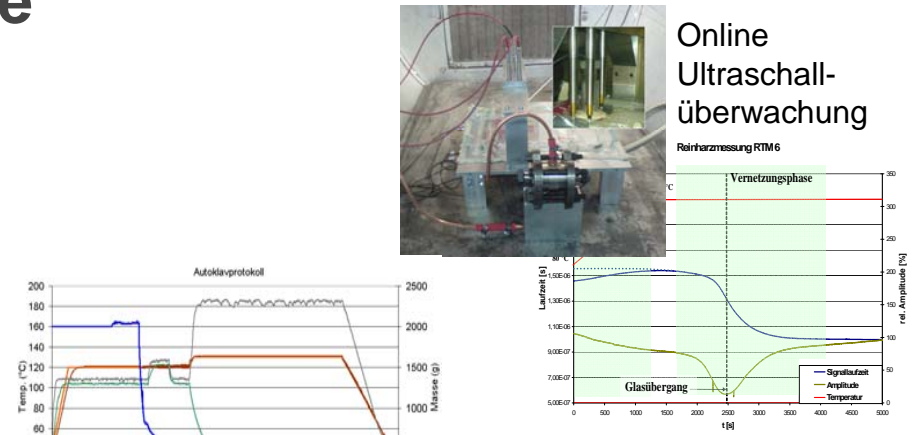 e
Online
Ultraschall-
überwachung
Reinharzmessung RTM 6
Vernetzungsphase
°C
350
300
250
200
150
100
50
0
rel. Amplitude [%]
80 °C
Laufzeit [s]
1,50E-06
1,30E-06
1,10E-06
9,00E-07
7,00E-07
5,00E-07
Glasübergang
Signallaufzeit
Amplitude
Temperatur
0 500 1000 1500 2000 2500 3000 3500 4000 4500 5000
t [s]
Autoklavprotokoll
Temp. (°C)
200
180
160
140
120
100
80
60
2500
2000
1500
1000
Masse (g)